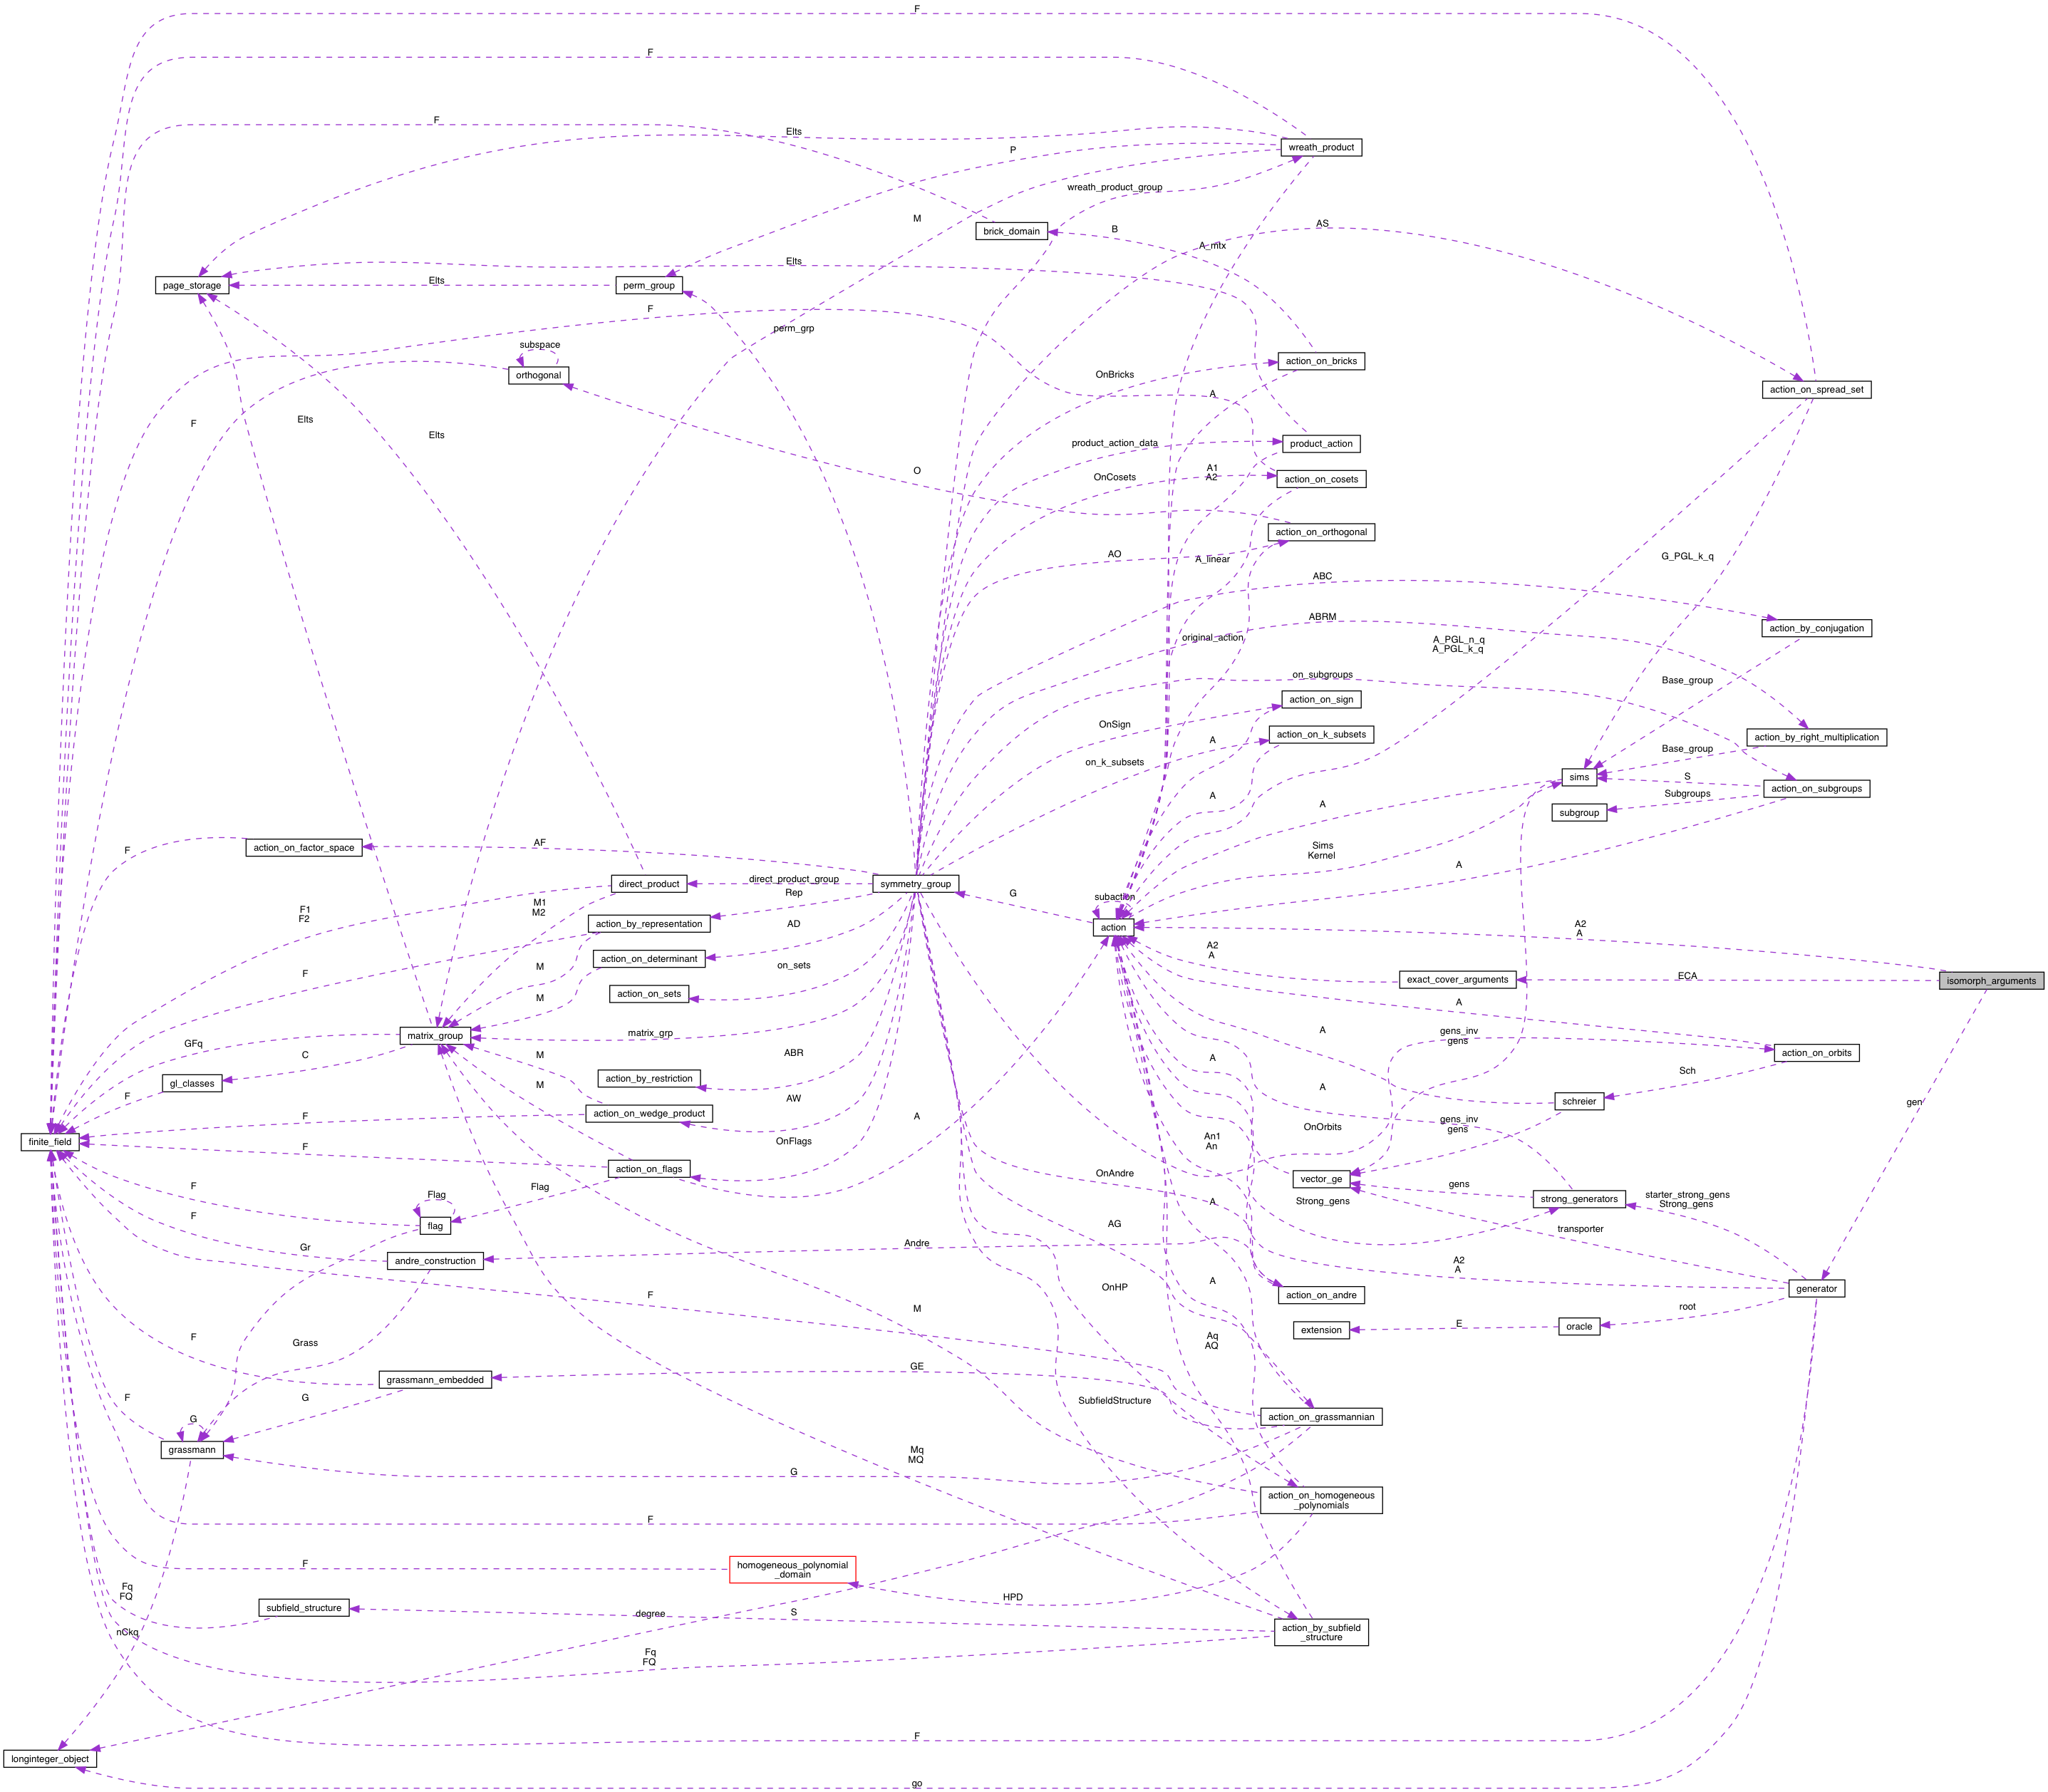 F
F
F
Elts
wreath_product
P
wreath_product_group
M
AS
brick_domain
B
A_mtx
Elts
page_storage
Elts
perm_group
F
perm_grp
subspace
orthogonal
OnBricks
action_on_bricks
action_on_spread_set
A
F
Elts
Elts
product_action_data
product_action
O
OnCosets
A1
A2
action_on_cosets
action_on_orthogonal
AO
A_linear
G_PGL_k_q
ABC
ABRM
action_by_conjugation
original_action
A_PGL_n_q
A_PGL_k_q
on_subgroups
Base_group
action_on_sign
OnSign
action_on_k_subsets
A
action_by_right_multiplication
Base_group
on_k_subsets
sims
S
action_on_subgroups
A
Subgroups
A
subgroup
AF
action_on_factor_space
F
Sims
Kernel
A
direct_product_group
direct_product
symmetry_group
Rep
G
subaction
M1
M2
F1
F2
action_by_representation
AD
action
A2
A
A2
A
action_on_determinant
M
on_sets
F
exact_cover_arguments
ECA
isomorph_arguments
action_on_sets
M
A
matrix_group
matrix_grp
A
gens_inv
gens
GFq
C
M
ABR
A
action_on_orbits
Sch
gl_classes
action_by_restriction
M
A
F
AW
schreier
gen
action_on_wedge_product
F
A
finite_field
OnFlags
An1
An
OnOrbits
gens_inv
gens
F
action_on_flags
OnAndre
vector_ge
F
Flag
Flag
gens
strong_generators
starter_strong_gens
Strong_gens
A
Strong_gens
F
flag
AG
transporter
Gr
andre_construction
Andre
A2
A
OnHP
A
action_on_andre
generator
F
M
root
extension
E
oracle
F
Grass
Aq
AQ
GE
grassmann_embedded
F
G
SubfieldStructure
G
action_on_grassmannian
grassmann
Mq
MQ
G
action_on_homogeneous
_polynomials
F
F
homogeneous_polynomial
_domain
Fq
FQ
HPD
subfield_structure
degree
S
nCkq
action_by_subfield
_structure
Fq
FQ
F
longinteger_object
go